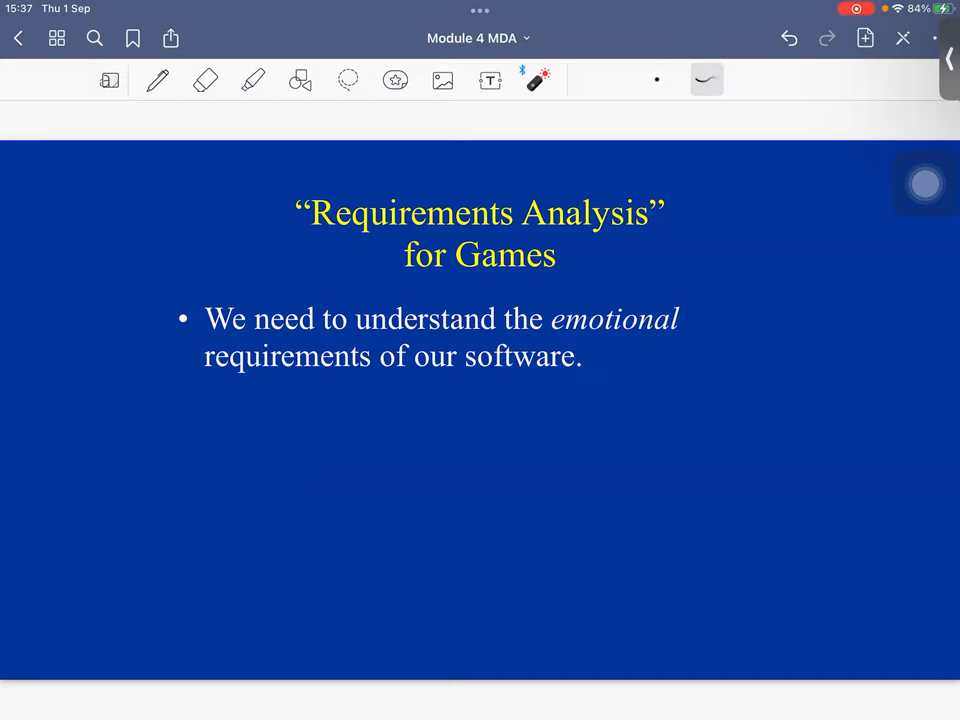 15:37 Thu 1 Sep
84%
Module 4 MDA
T
“Requirements Analysis”
for Games
• We need to understand the emotional
requirements of our software.